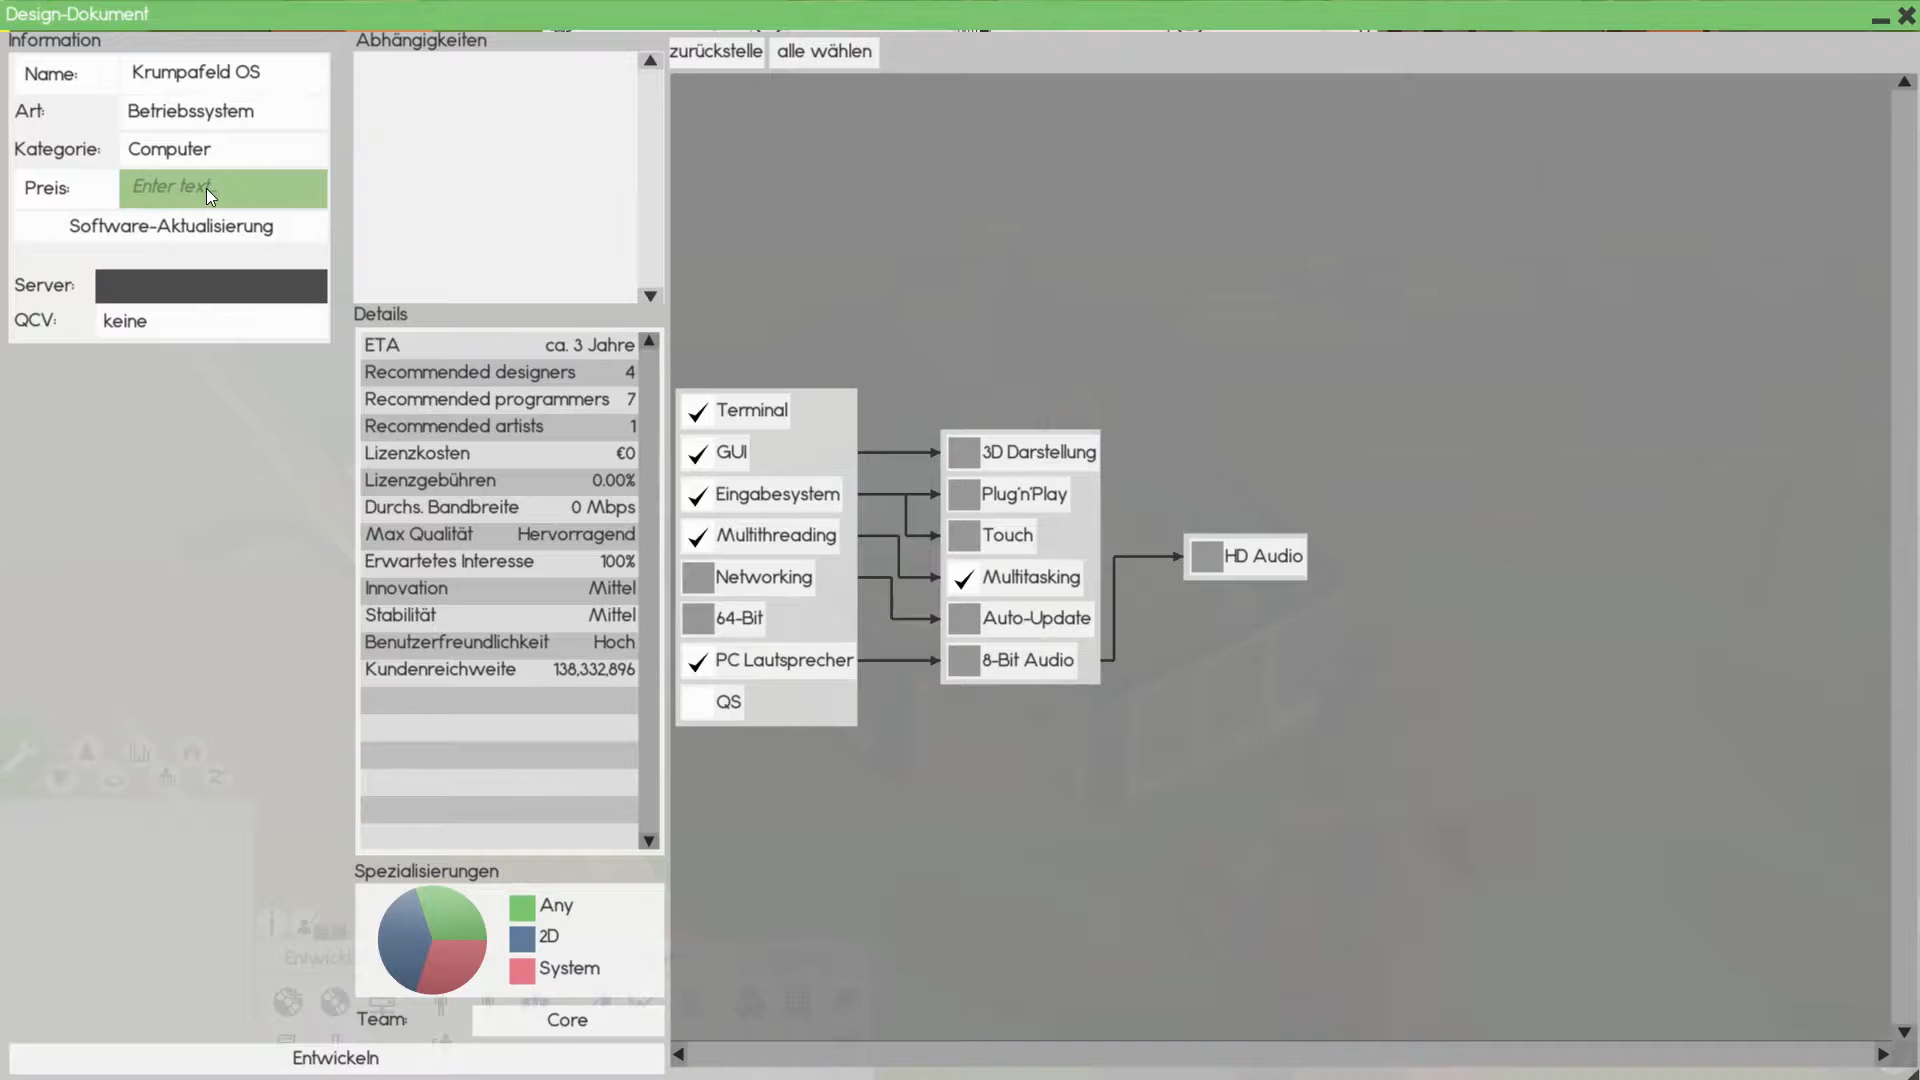 Design-Dokument
Information
Name: Krumpafeld OS
Art: Betriebssystem
Kategorie: Computer
Preis: Enter text...
Software-Aktualisierung
Server:
QCV: keine
Abhängigkeiten
Details
ETA ca. 3 Jahre
Recommended designers 4
Recommended programmers 7
Recommended artists 1
Lizenzkosten €0
Lizenzgebühren 0.00%
Durchs. Bandbreite 0 Mbps
Max Qualität Hervorragend
Erwartetes Interesse 100%
Innovation Mittel
Stabilität Mittel
Benutzerfreundlichkeit Hoch
Kundenreichweite 138,332,896
Spezialisierungen
Any
2D
System
Team: Core
Entwickeln
zurückstelle alle wählen
Terminal
GUI
Eingabesystem
Multithreading
Networking
64-Bit
PC Lautsprecher
QS
3D Darstellung
Plug'n'Play
Touch
Multitasking
Auto-Update
8-Bit Audio
HD Audio